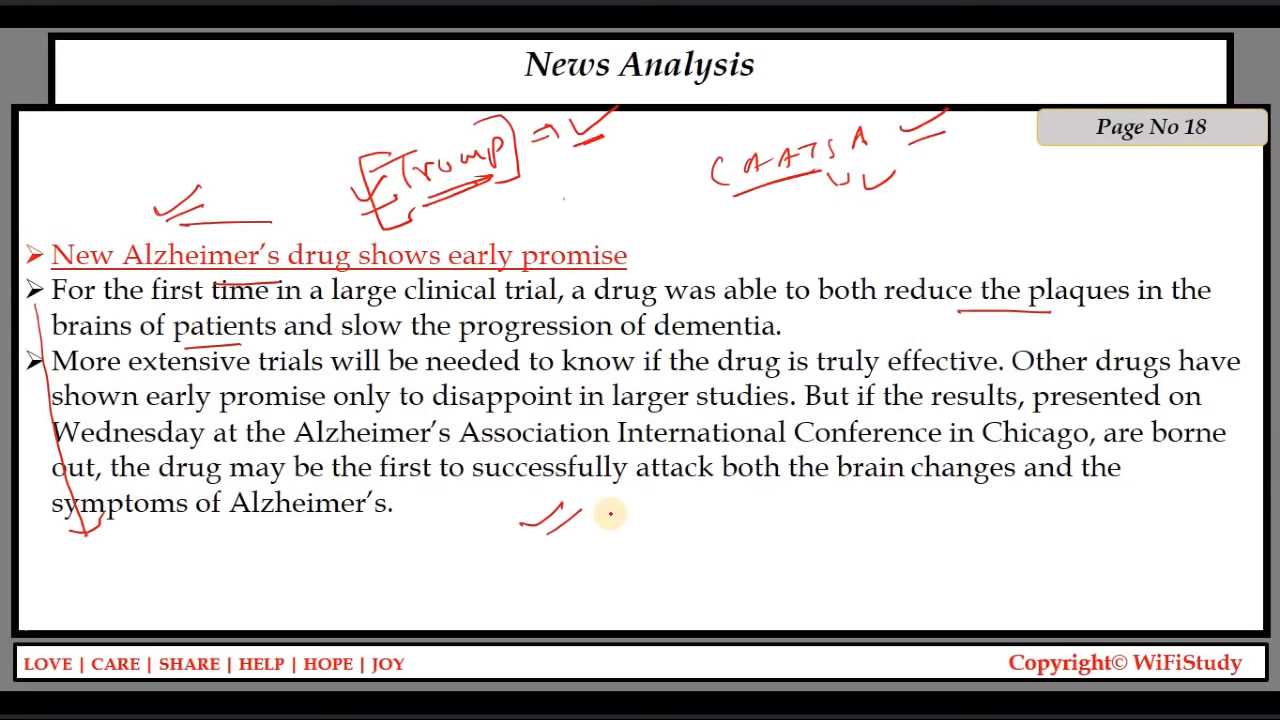 News Analysis
Page No 18
[Trump] ⇒ ✓
CAATSA
➢ New Alzheimer's drug shows early promise
➢ For the first time in a large clinical trial, a drug was able to both reduce the plaques in the
brains of patients and slow the progression of dementia.
➢ More extensive trials will be needed to know if the drug is truly effective. Other drugs have
shown early promise only to disappoint in larger studies. But if the results, presented on
Wednesday at the Alzheimer's Association International Conference in Chicago, are borne
out, the drug may be the first to successfully attack both the brain changes and the
symptoms of Alzheimer's.
LOVE | CARE | SHARE | HELP | HOPE | JOY
Copyright© WiFiStudy